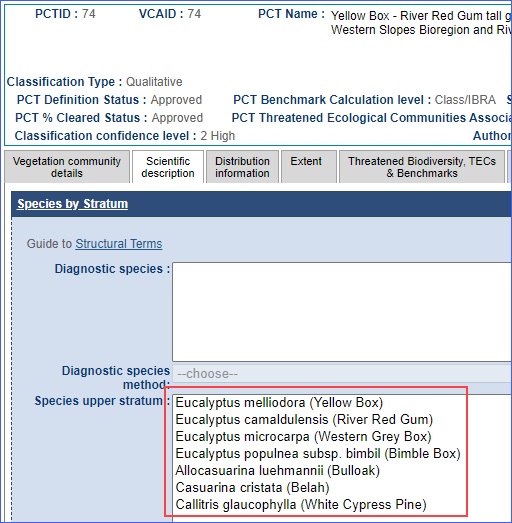 PCTID : 74 VCAID : 74 PCT Name : Yellow Box - River Red Gum tall g
Western Slopes Bioregion and Riv
Classification Type : Qualitative
PCT Definition Status : Approved PCT Benchmark Calculation level : Class/IBRA S
PCT % Cleared Status : Approved PCT Threatened Ecological Communities Associa
Classification confidence level : 2 High Author
Vegetation community
details
Scientific
description
Distribution
information
Extent
Threatened Biodiversity, TECs
& Benchmarks
Species by Stratum
Guide to Structural Terms
Diagnostic species :
Diagnostic species
method:
--choose--
Species upper stratum :
Eucalyptus melliodora (Yellow Box)
Eucalyptus camaldulensis (River Red Gum)
Eucalyptus microcarpa (Western Grey Box)
Eucalyptus populnea subsp. bimbil (Bimble Box)
Allocasuarina luehmannii (Bulloak)
Casuarina cristata (Belah)
Callitris glaucophylla (White Cypress Pine)